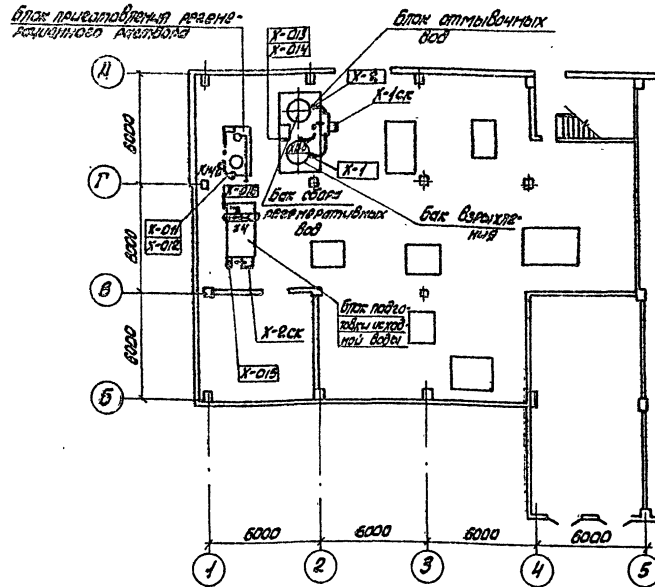 Блок приготовления регене-
рационного раствора
Х-013
Х-014
Блок отмывочных
вод
Х-2
Х-1ск
Х-1
Д
Г
В
Б
6000
6000
6000
Х-016
Х-011
Х-012
Бак сбора
регенеративных
вод
Бак взрыхле-
ния
Блок подго-
товки исход-
ной воды
Х-2ск
Х-015
6000
6000
6000
6000
1
2
3
4
5